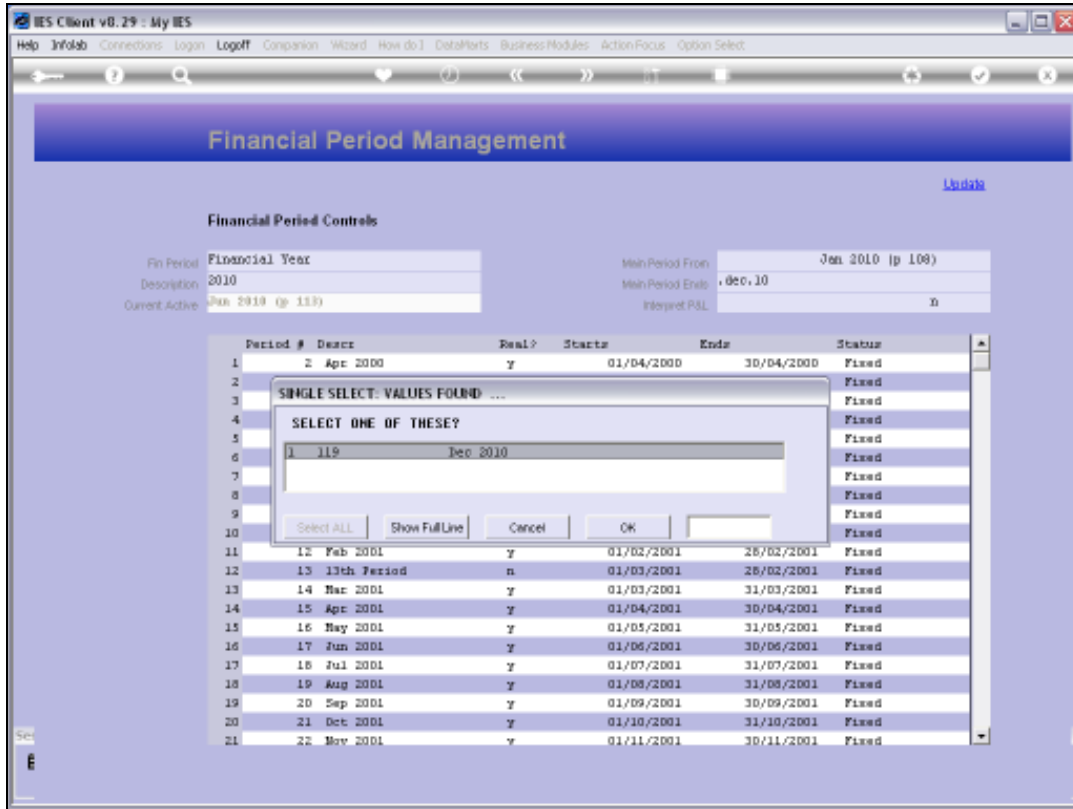 IES Client v8.29 : My IES
Help Infolab Connections Logon Logoff Companion Wizard How do I DataMarts Business Modules Action Focus Option Select
Financial Period Management
Update
Financial Period Controls
Fin Period Financial Year Main Period From Jan 2010 (p 108)
Description 2010 Main Period Ends .dec.10
Current Active Jun 2010 (p 113) Interpret P&L n
Period # Descr Real? Starts Ends Status
1 2 Apr 2000 y 01/04/2000 30/04/2000 Fixed
2 Fixed
3 Fixed
4 Fixed
5 Fixed
6 Fixed
7 Fixed
8 Fixed
9 Fixed
10 Fixed
SINGLE SELECT: VALUES FOUND ...
SELECT ONE OF THESE?
1 119 Dec 2010
Select ALL Show Full Line Cancel OK
11 12 Feb 2001 y 01/02/2001 28/02/2001 Fixed
12 13 13th Period n 01/03/2001 28/02/2001 Fixed
13 14 Mar 2001 y 01/03/2001 31/03/2001 Fixed
14 15 Apr 2001 y 01/04/2001 30/04/2001 Fixed
15 16 May 2001 y 01/05/2001 31/05/2001 Fixed
16 17 Jun 2001 y 01/06/2001 30/06/2001 Fixed
17 18 Jul 2001 y 01/07/2001 31/07/2001 Fixed
18 19 Aug 2001 y 01/08/2001 31/08/2001 Fixed
19 20 Sep 2001 y 01/09/2001 30/09/2001 Fixed
20 21 Oct 2001 y 01/10/2001 31/10/2001 Fixed
21 22 Nov 2001 y 01/11/2001 30/11/2001 Fixed